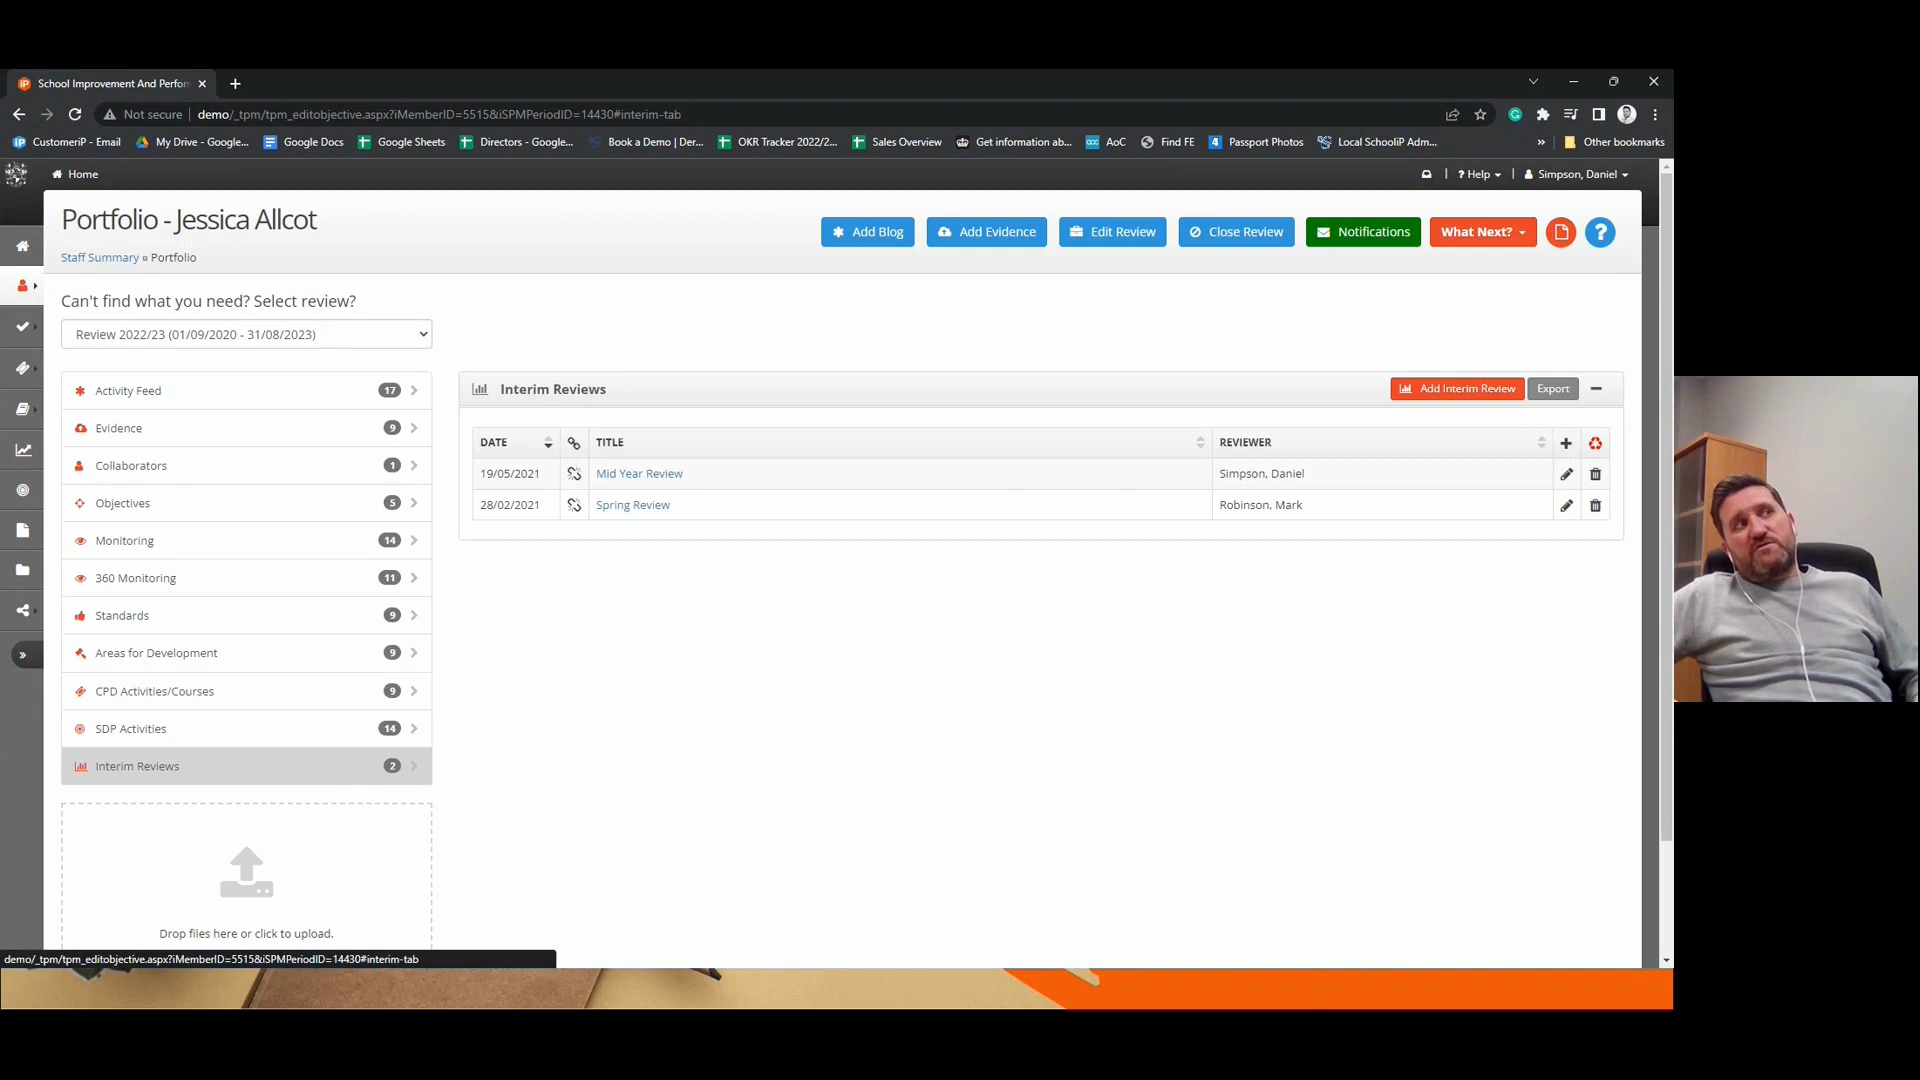 School Improvement And Perfor
Not secure
demo/_tpm/tpm_editobjective.aspx?iMemberID=5515&iSPMPeriodID=14430#interim-tab
CustomeriP - Email
My Drive - Google...
Google Docs
Google Sheets
Directors - Google...
Book a Demo | Der...
OKR Tracker 2022/2...
Sales Overview
Get information ab...
AoC
Find FE
Passport Photos
Local SchooliP Adm...
»
Other bookmarks
Home
? Help
Simpson, Daniel
Portfolio - Jessica Allcot
Add Blog
Add Evidence
Edit Review
Close Review
Notifications
What Next?
?
Staff Summary » Portfolio
Can't find what you need? Select review?
Review 2022/23 (01/09/2020 - 31/08/2023)
Activity Feed 17
Evidence 9
Collaborators 1
Objectives 5
Monitoring 14
360 Monitoring 11
Standards 9
Areas for Development 9
CPD Activities/Courses 9
SDP Activities 14
Interim Reviews 2
Interim Reviews
Add Interim Review
Export
DATE TITLE REVIEWER
19/05/2021 Mid Year Review Simpson, Daniel
28/02/2021 Spring Review Robinson, Mark
Drop files here or click to upload.
demo/_tpm/tpm_editobjective.aspx?iMemberID=5515&iSPMPeriodID=14430#interim-tab